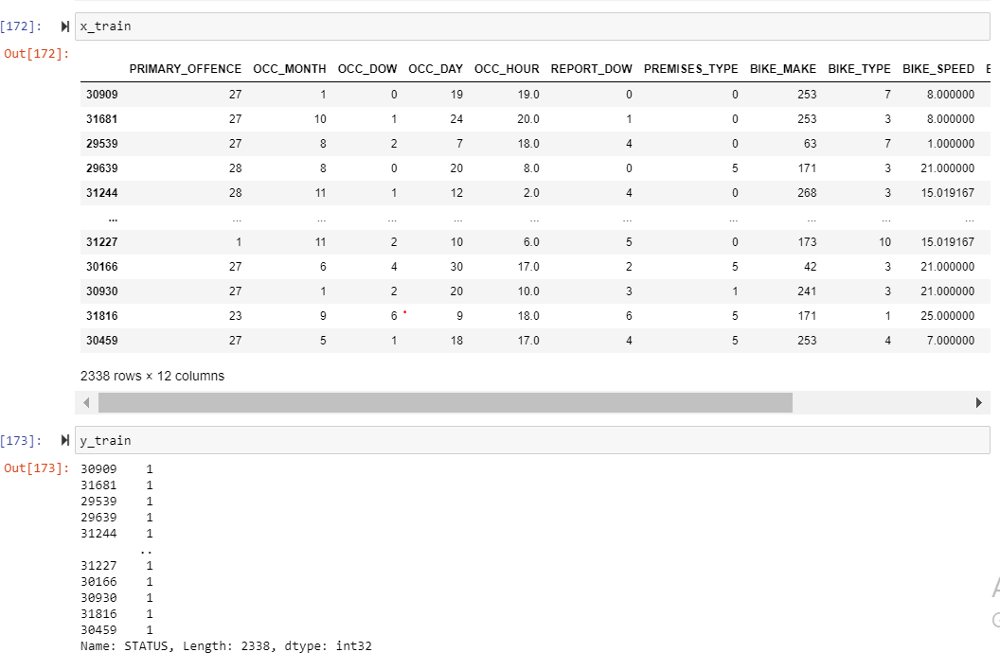 [172]: x_train
Out[172]:
PRIMARY_OFFENCE OCC_MONTH OCC_DOW OCC_DAY OCC_HOUR REPORT_DOW PREMISES_TYPE BIKE_MAKE BIKE_TYPE BIKE_SPEED
30909 27 1 0 19 19.0 0 0 253 7 8.000000
31681 27 10 1 24 20.0 1 0 253 3 8.000000
29539 27 8 2 7 18.0 4 0 63 7 1.000000
29639 28 8 0 20 8.0 0 5 171 3 21.000000
31244 28 11 1 12 2.0 4 0 268 3 15.019167
... ... ... ... ... ... ... ... ... ... ...
31227 1 11 2 10 6.0 5 0 173 10 15.019167
30166 27 6 4 30 17.0 2 5 42 3 21.000000
30930 27 1 2 20 10.0 3 1 241 3 21.000000
31816 23 9 6 9 18.0 6 5 171 1 25.000000
30459 27 5 1 18 17.0 4 5 253 4 7.000000
2338 rows × 12 columns
[173]: y_train
Out[173]:
30909 1
31681 1
29539 1
29639 1
31244 1
..
31227 1
30166 1
30930 1
31816 1
30459 1
Name: STATUS, Length: 2338, dtype: int32